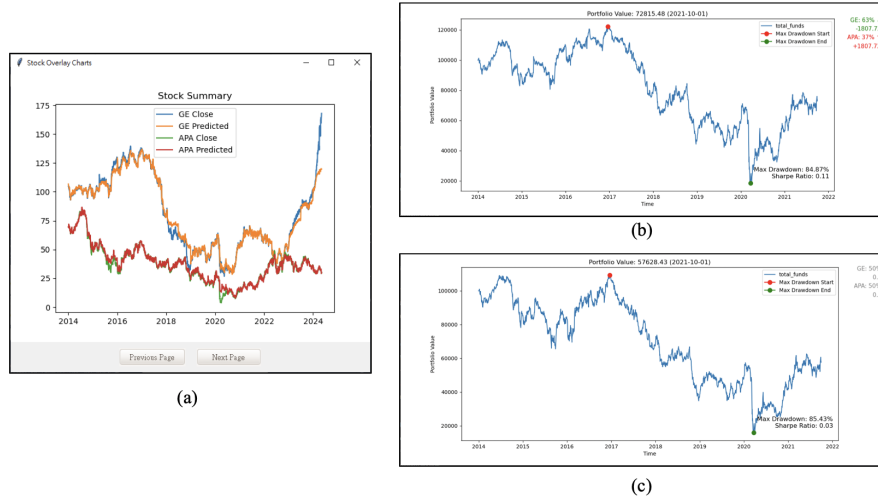 Stock Overlay Charts
Stock Summary
GE Close
GE Predicted
APA Close
APA Predicted
175
150
125
100
75
50
25
0
2014
2016
2018
2020
2022
2024
Previous Page
Next Page
(a)
Portfolio Value: 72815.48 (2021-10-01)
GE: 63%
-1807.7
APA: 37%
+1807.7
total_funds
Max Drawdown Start
Max Drawdown End
Portfolio Value
120000
100000
80000
60000
40000
20000
Max Drawdown: 84.87%
Sharpe Ratio: 0.11
2014
2015
2016
2017
2018
2019
2020
2021
2022
Time
(b)
Portfolio Value: 57628.43 (2021-10-01)
GE: 50%
0.
APA: 50%
0.
total_funds
Max Drawdown Start
Max Drawdown End
Portfolio Value
100000
80000
60000
40000
20000
Max Drawdown: 85.43%
Sharpe Ratio: 0.03
2014
2015
2016
2017
2018
2019
2020
2021
2022
Time
(c)